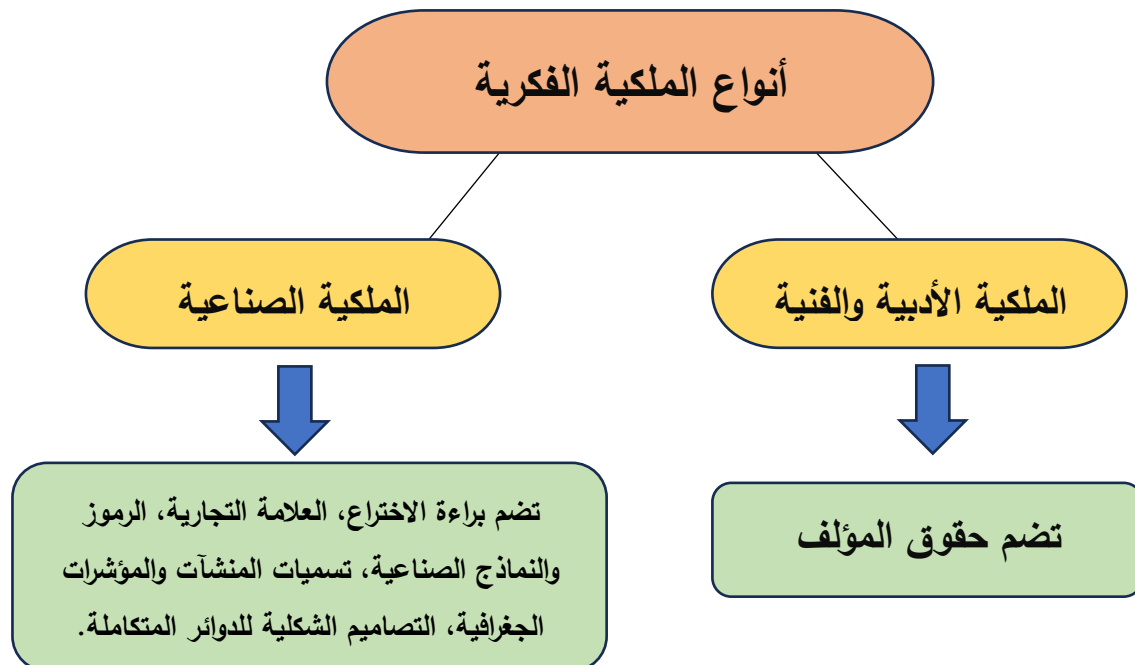 أنواع الملكية الفكرية
الملكية الأدبية والفنية
الملكية الصناعية
تضم حقوق المؤلف
تضم براءة الاختراع، العلامة التجارية، الرموز
والنماذج الصناعية، تسميات المنشآت والمؤشرات
الجغرافية، التصاميم الشكلية للدوائر المتكاملة.